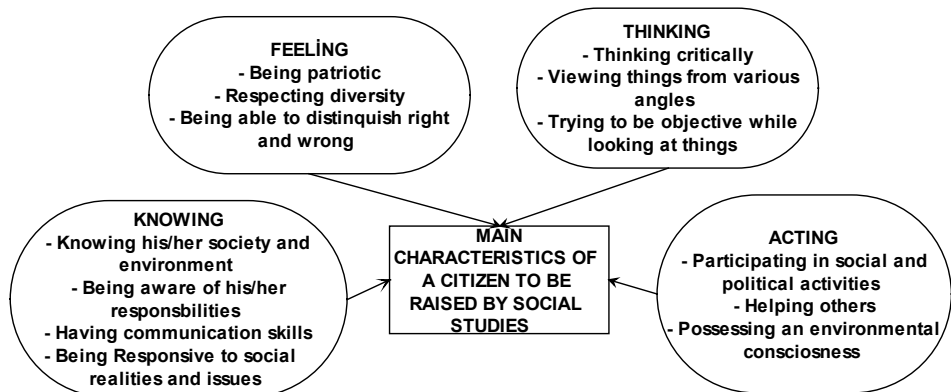 FEELİNG
- Being patriotic
- Respecting diversity
- Being able to distinquish right
and wrong
THINKING
- Thinking critically
- Viewing things from various
angles
- Trying to be objective while
looking at things
KNOWING
- Knowing his/her society and
environment
- Being aware of his/her
responsbilities
- Having communication skills
- Being Responsive to social
realities and issues
MAIN
CHARACTERISTICS OF
A CITIZEN TO BE
RAISED BY SOCIAL
STUDIES
ACTING
- Participating in social and
political activities
- Helping others
- Possessing an environmental
consciosness